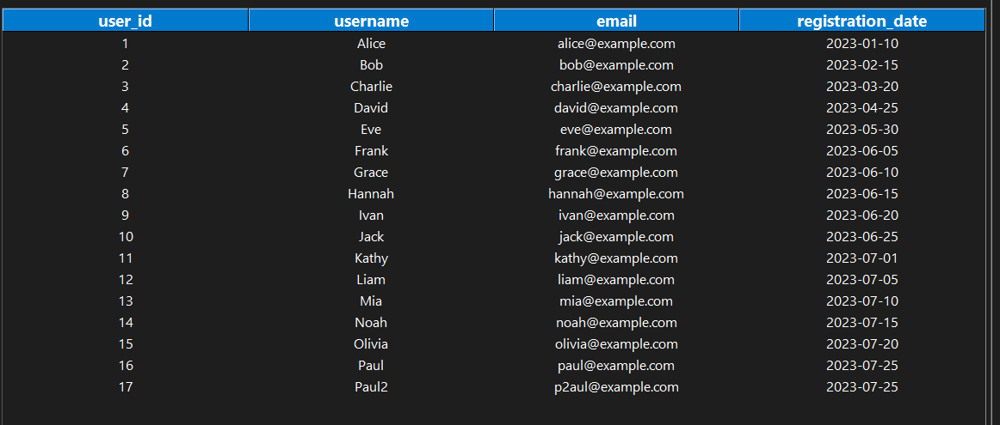 user_id username email registration_date
1 Alice alice@example.com 2023-01-10
2 Bob bob@example.com 2023-02-15
3 Charlie charlie@example.com 2023-03-20
4 David david@example.com 2023-04-25
5 Eve eve@example.com 2023-05-30
6 Frank frank@example.com 2023-06-05
7 Grace grace@example.com 2023-06-10
8 Hannah hannah@example.com 2023-06-15
9 Ivan ivan@example.com 2023-06-20
10 Jack jack@example.com 2023-06-25
11 Kathy kathy@example.com 2023-07-01
12 Liam liam@example.com 2023-07-05
13 Mia mia@example.com 2023-07-10
14 Noah noah@example.com 2023-07-15
15 Olivia olivia@example.com 2023-07-20
16 Paul paul@example.com 2023-07-25
17 Paul2 p2aul@example.com 2023-07-25